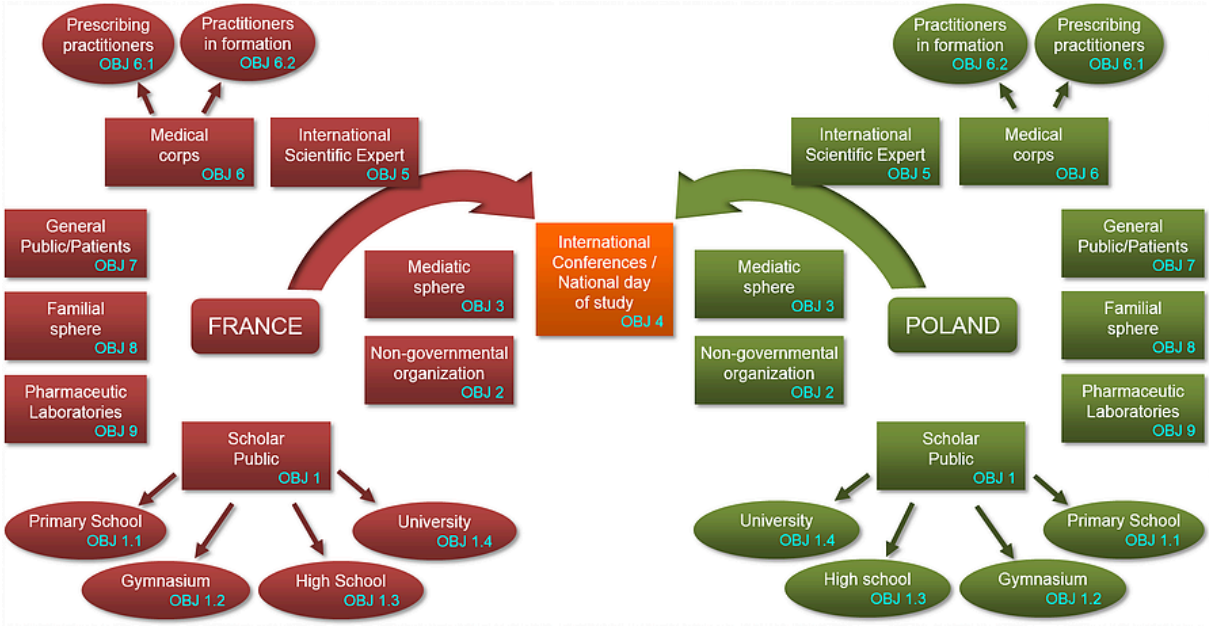 Prescribing
practitioners
OBJ 6.1
Practitioners
in formation
OBJ 6.2
Medical
corps
OBJ 6
International
Scientific Expert
OBJ 5
General
Public/Patients
OBJ 7
Familial
sphere
OBJ 8
Pharmaceutic
Laboratories
OBJ 9
FRANCE
Mediatic
sphere
OBJ 3
Non-governmental
organization
OBJ 2
Scholar
Public
OBJ 1
Primary School
OBJ 1.1
Gymnasium
OBJ 1.2
High School
OBJ 1.3
University
OBJ 1.4
International
Conferences /
National day
of study
OBJ 4
Practitioners
in formation
OBJ 6.2
Prescribing
practitioners
OBJ 6.1
International
Scientific Expert
OBJ 5
Medical
corps
OBJ 6
Mediatic
sphere
OBJ 3
Non-governmental
organization
OBJ 2
POLAND
General
Public/Patients
OBJ 7
Familial
sphere
OBJ 8
Pharmaceutic
Laboratories
OBJ 9
Scholar
Public
OBJ 1
University
OBJ 1.4
High school
OBJ 1.3
Gymnasium
OBJ 1.2
Primary School
OBJ 1.1